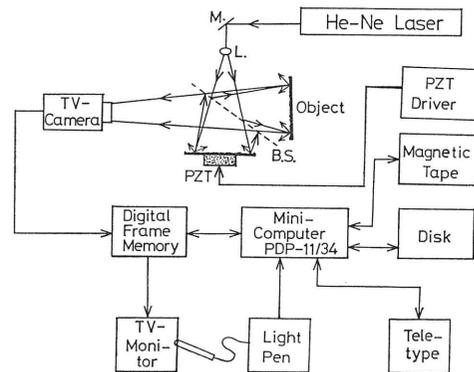 M.
He-Ne Laser
L.
TV-
Camera
Object
PZT
Driver
B.S.
PZT
Magnetic
Tape
Digital
Frame
Memory
Mini-
Computer
PDP-11/34
Disk
TV-
Moni-
tor
Light
Pen
Tele-
type